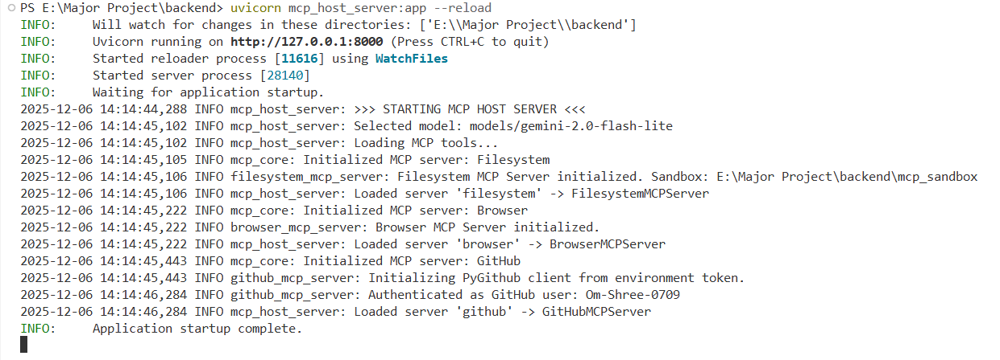 PS E:\Major Project\backend> uvicorn mcp_host_server:app --reload
INFO:     Will watch for changes in these directories: ['E:\\Major Project\\backend']
INFO:     Uvicorn running on http://127.0.0.1:8000 (Press CTRL+C to quit)
INFO:     Started reloader process [11616] using WatchFiles
INFO:     Started server process [28140]
INFO:     Waiting for application startup.
2025-12-06 14:14:44,288 INFO mcp_host_server: >>> STARTING MCP HOST SERVER <<<
2025-12-06 14:14:45,102 INFO mcp_host_server: Selected model: models/gemini-2.0-flash-lite
2025-12-06 14:14:45,102 INFO mcp_host_server: Loading MCP tools...
2025-12-06 14:14:45,105 INFO mcp_core: Initialized MCP server: Filesystem
2025-12-06 14:14:45,106 INFO filesystem_mcp_server: Filesystem MCP Server initialized. Sandbox: E:\Major Project\backend\mcp_sandbox
2025-12-06 14:14:45,106 INFO mcp_host_server: Loaded server 'filesystem' -> FilesystemMCPServer
2025-12-06 14:14:45,222 INFO mcp_core: Initialized MCP server: Browser
2025-12-06 14:14:45,222 INFO browser_mcp_server: Browser MCP Server initialized.
2025-12-06 14:14:45,222 INFO mcp_host_server: Loaded server 'browser' -> BrowserMCPServer
2025-12-06 14:14:45,443 INFO mcp_core: Initialized MCP server: GitHub
2025-12-06 14:14:45,443 INFO github_mcp_server: Initializing PyGithub client from environment token.
2025-12-06 14:14:46,284 INFO github_mcp_server: Authenticated as GitHub user: Om-Shree-0709
2025-12-06 14:14:46,284 INFO mcp_host_server: Loaded server 'github' -> GitHubMCPServer
INFO:     Application startup complete.